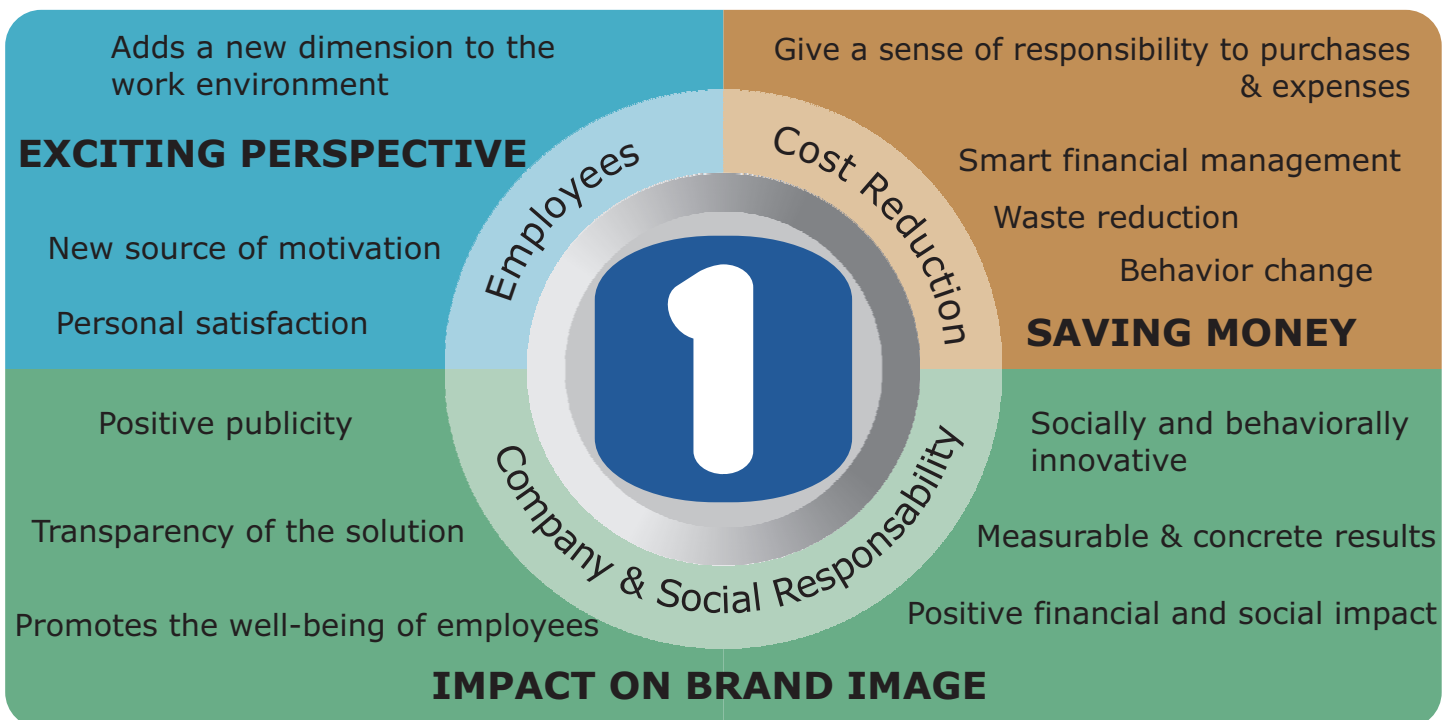 Adds a new dimension to the
work environment
EXCITING PERSPECTIVE
New source of motivation
Personal satisfaction
Employees
Give a sense of responsibility to purchases
& expenses
Smart financial management
Waste reduction
Behavior change
SAVING MONEY
Cost Reduction
1
Positive publicity
Transparency of the solution
Promotes the well-being of employees
Company & Social Responsability
Socially and behaviorally
innovative
Measurable & concrete results
Positive financial and social impact
IMPACT ON BRAND IMAGE